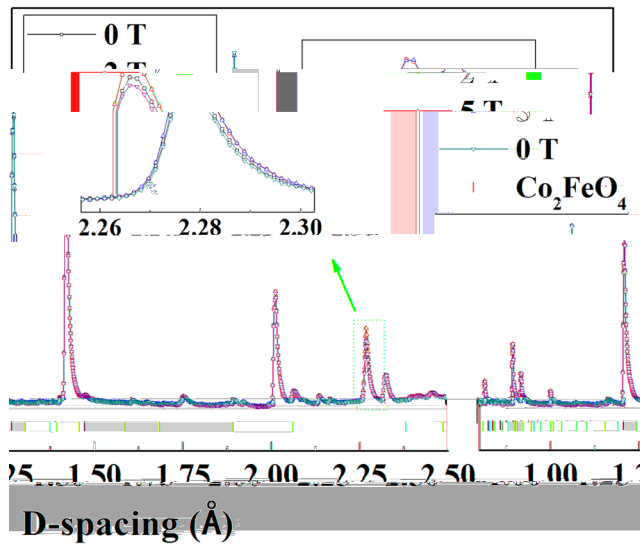 0 T
5 T
0 T
Co₂FeO₄
2.26 2.28 2.30
1.50 1.75 2.00 2.25 2.50 1.00
D-spacing (Å)